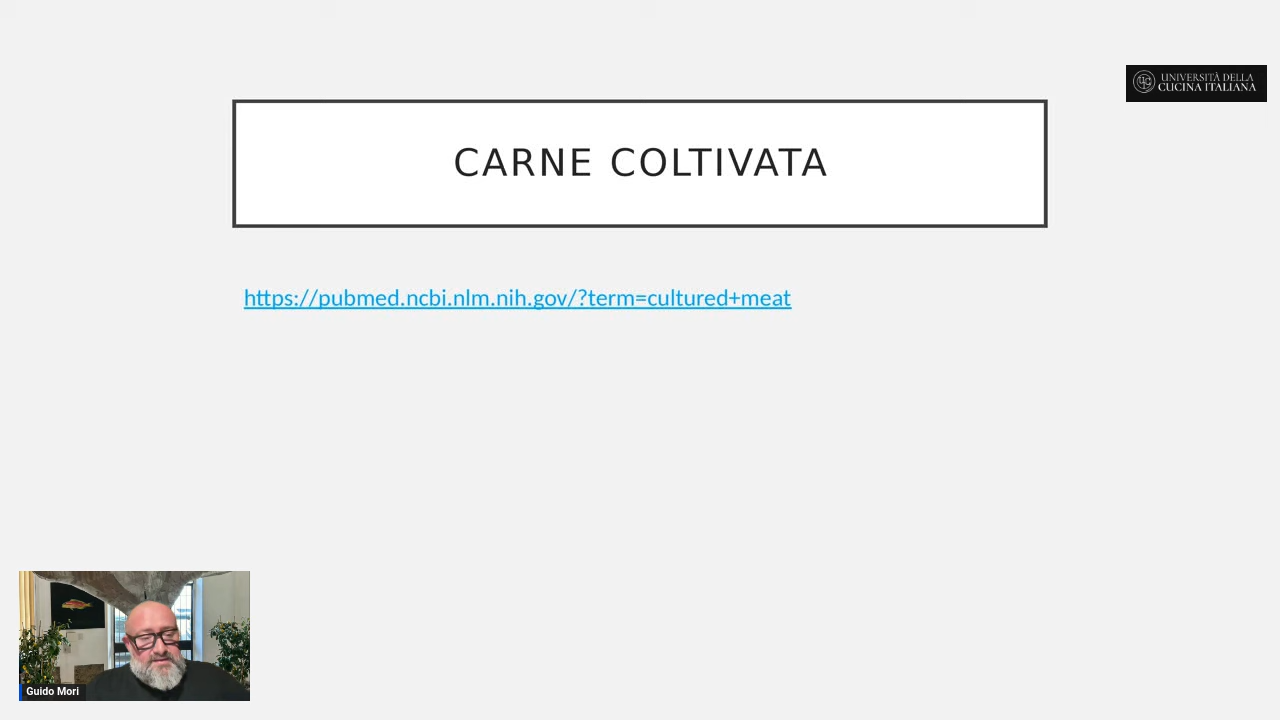 UNIVERSITÀ DELLA
CUCINA ITALIANA
CARNE COLTIVATA
https://pubmed.ncbi.nlm.nih.gov/?term=cultured+meat
Guido Mori